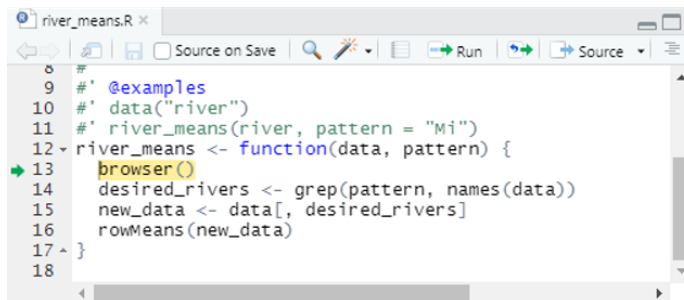 river_means.R
Source on Save Run Source
8 #'
9 #' @examples
10 #' data("river")
11 #' river_means(river, pattern = "Mi")
12 river_means <- function(data, pattern) {
13 browser()
14 desired_rivers <- grep(pattern, names(data))
15 new_data <- data[, desired_rivers]
16 rowMeans(new_data)
17 }
18